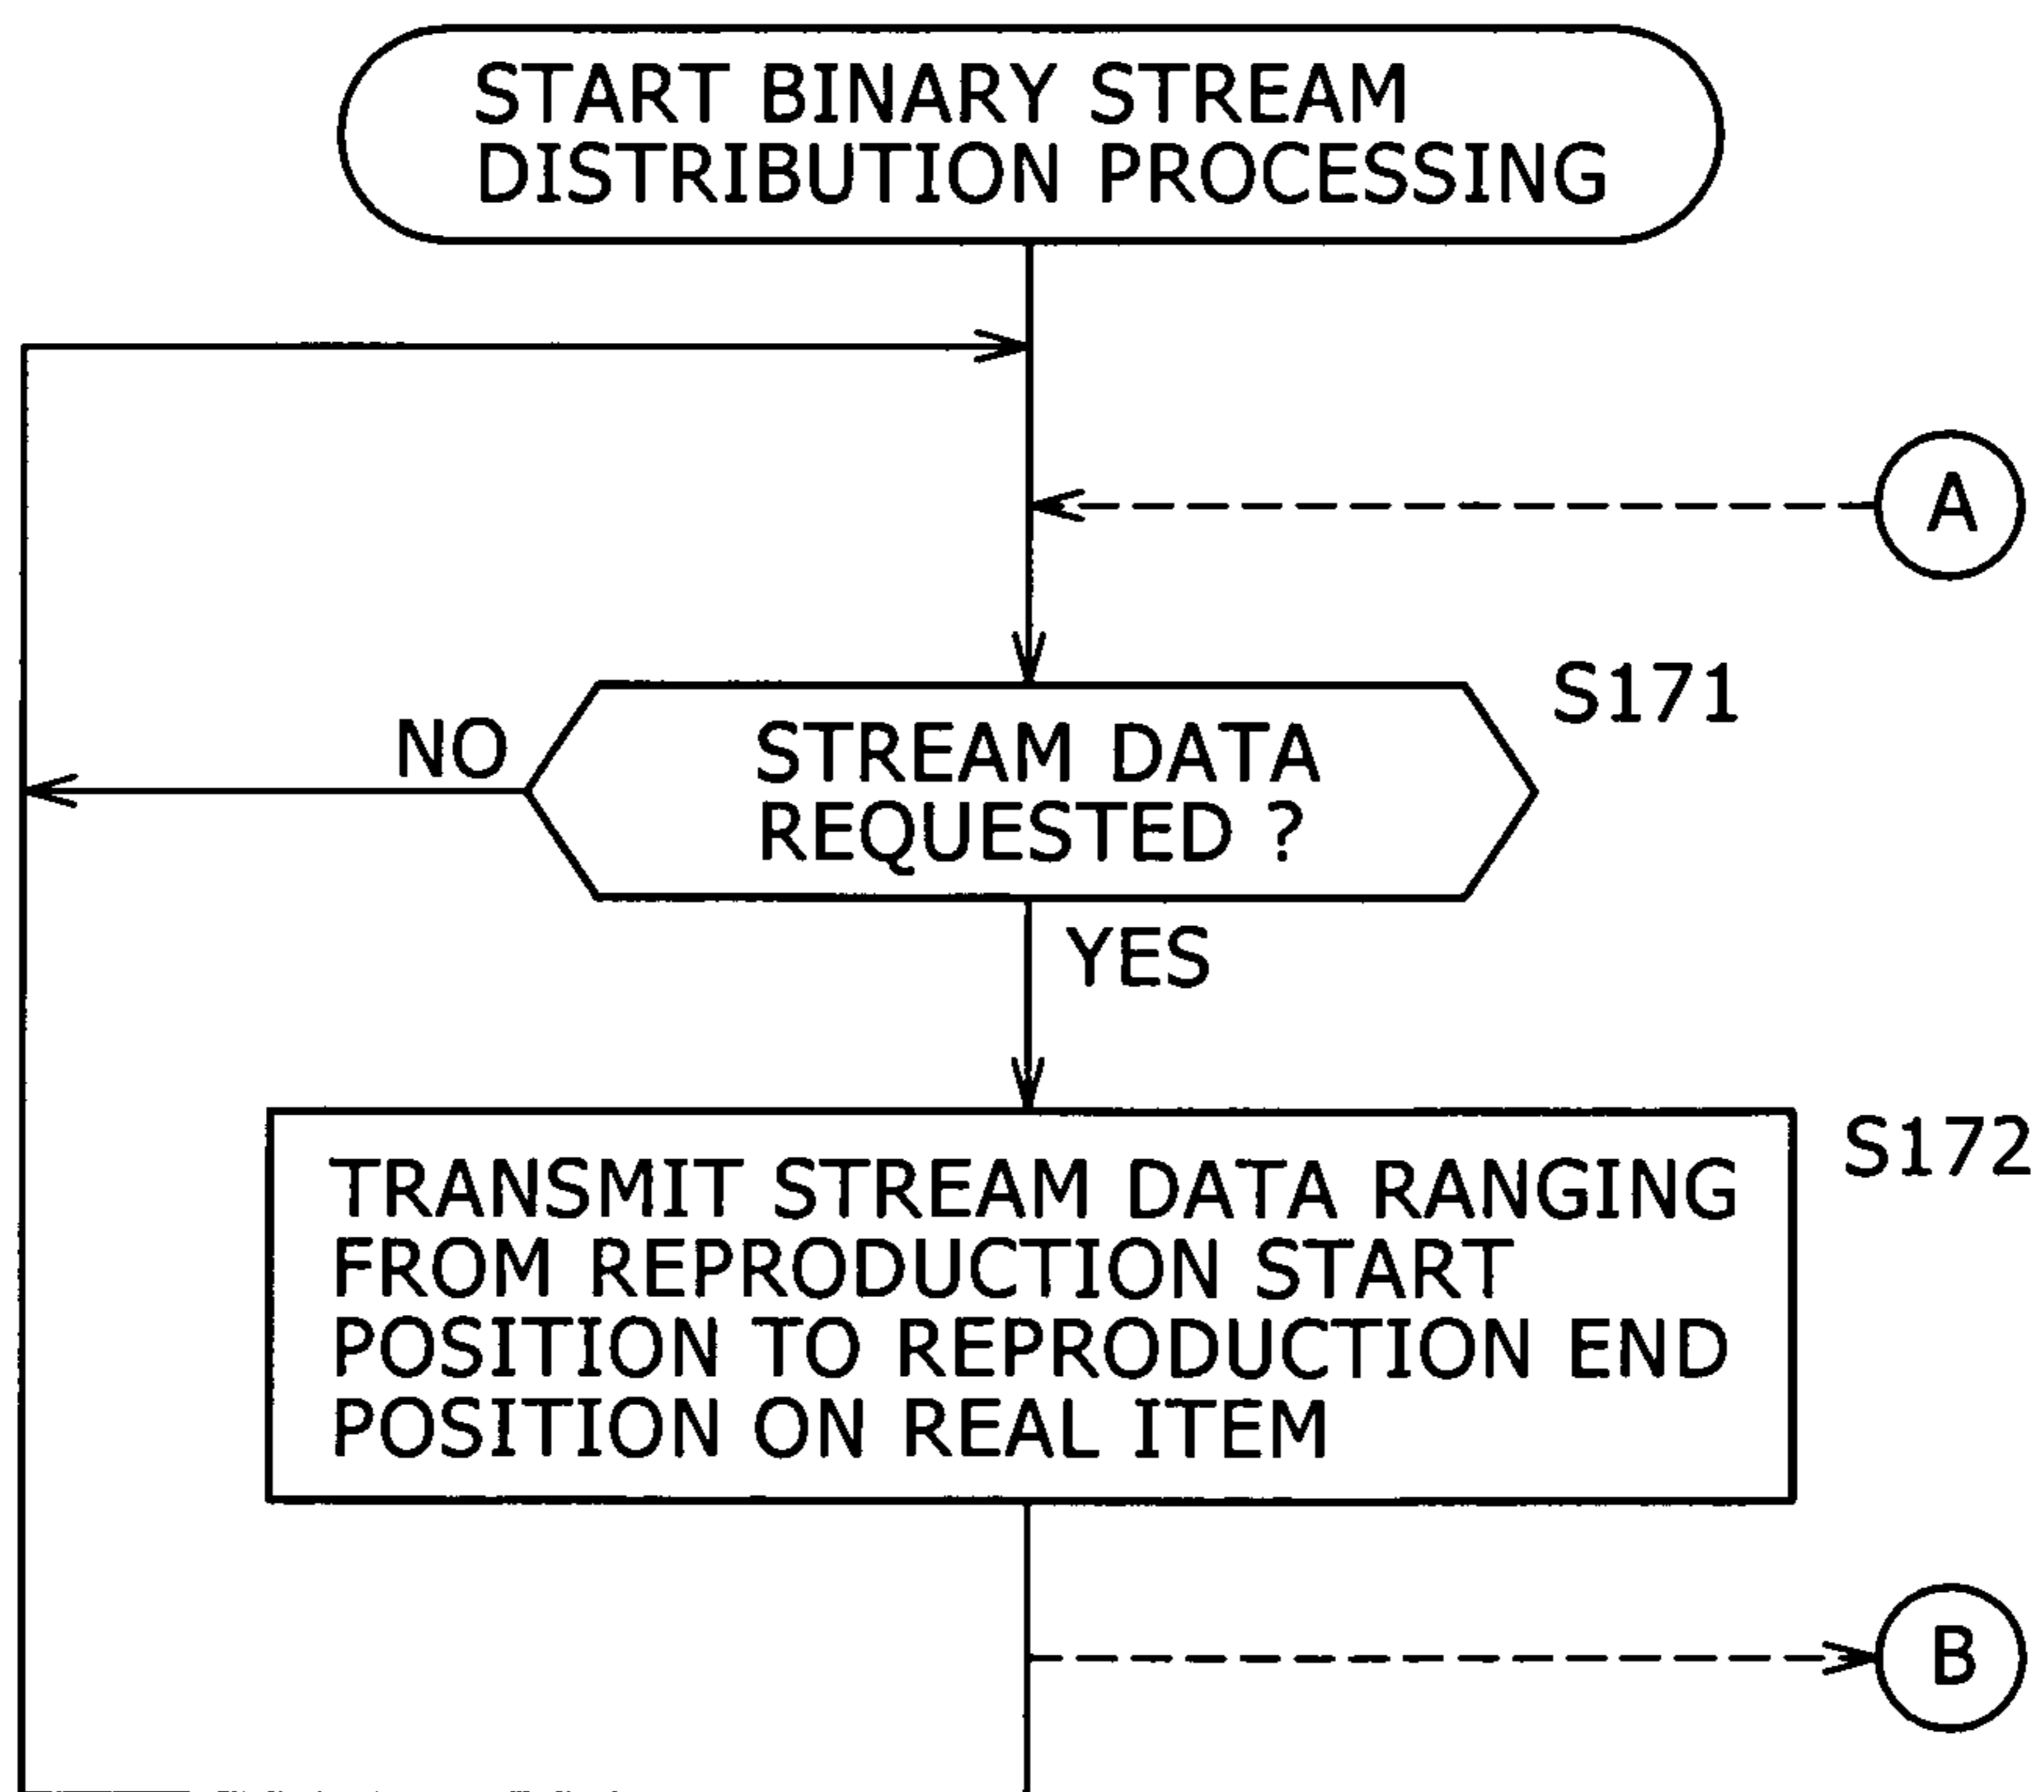 START BINARY STREAM
DISTRIBUTION PROCESSING
A
S171
NO
STREAM DATA
REQUESTED ?
YES
S172
TRANSMIT STREAM DATA RANGING
FROM REPRODUCTION START
POSITION TO REPRODUCTION END
POSITION ON REAL ITEM
B